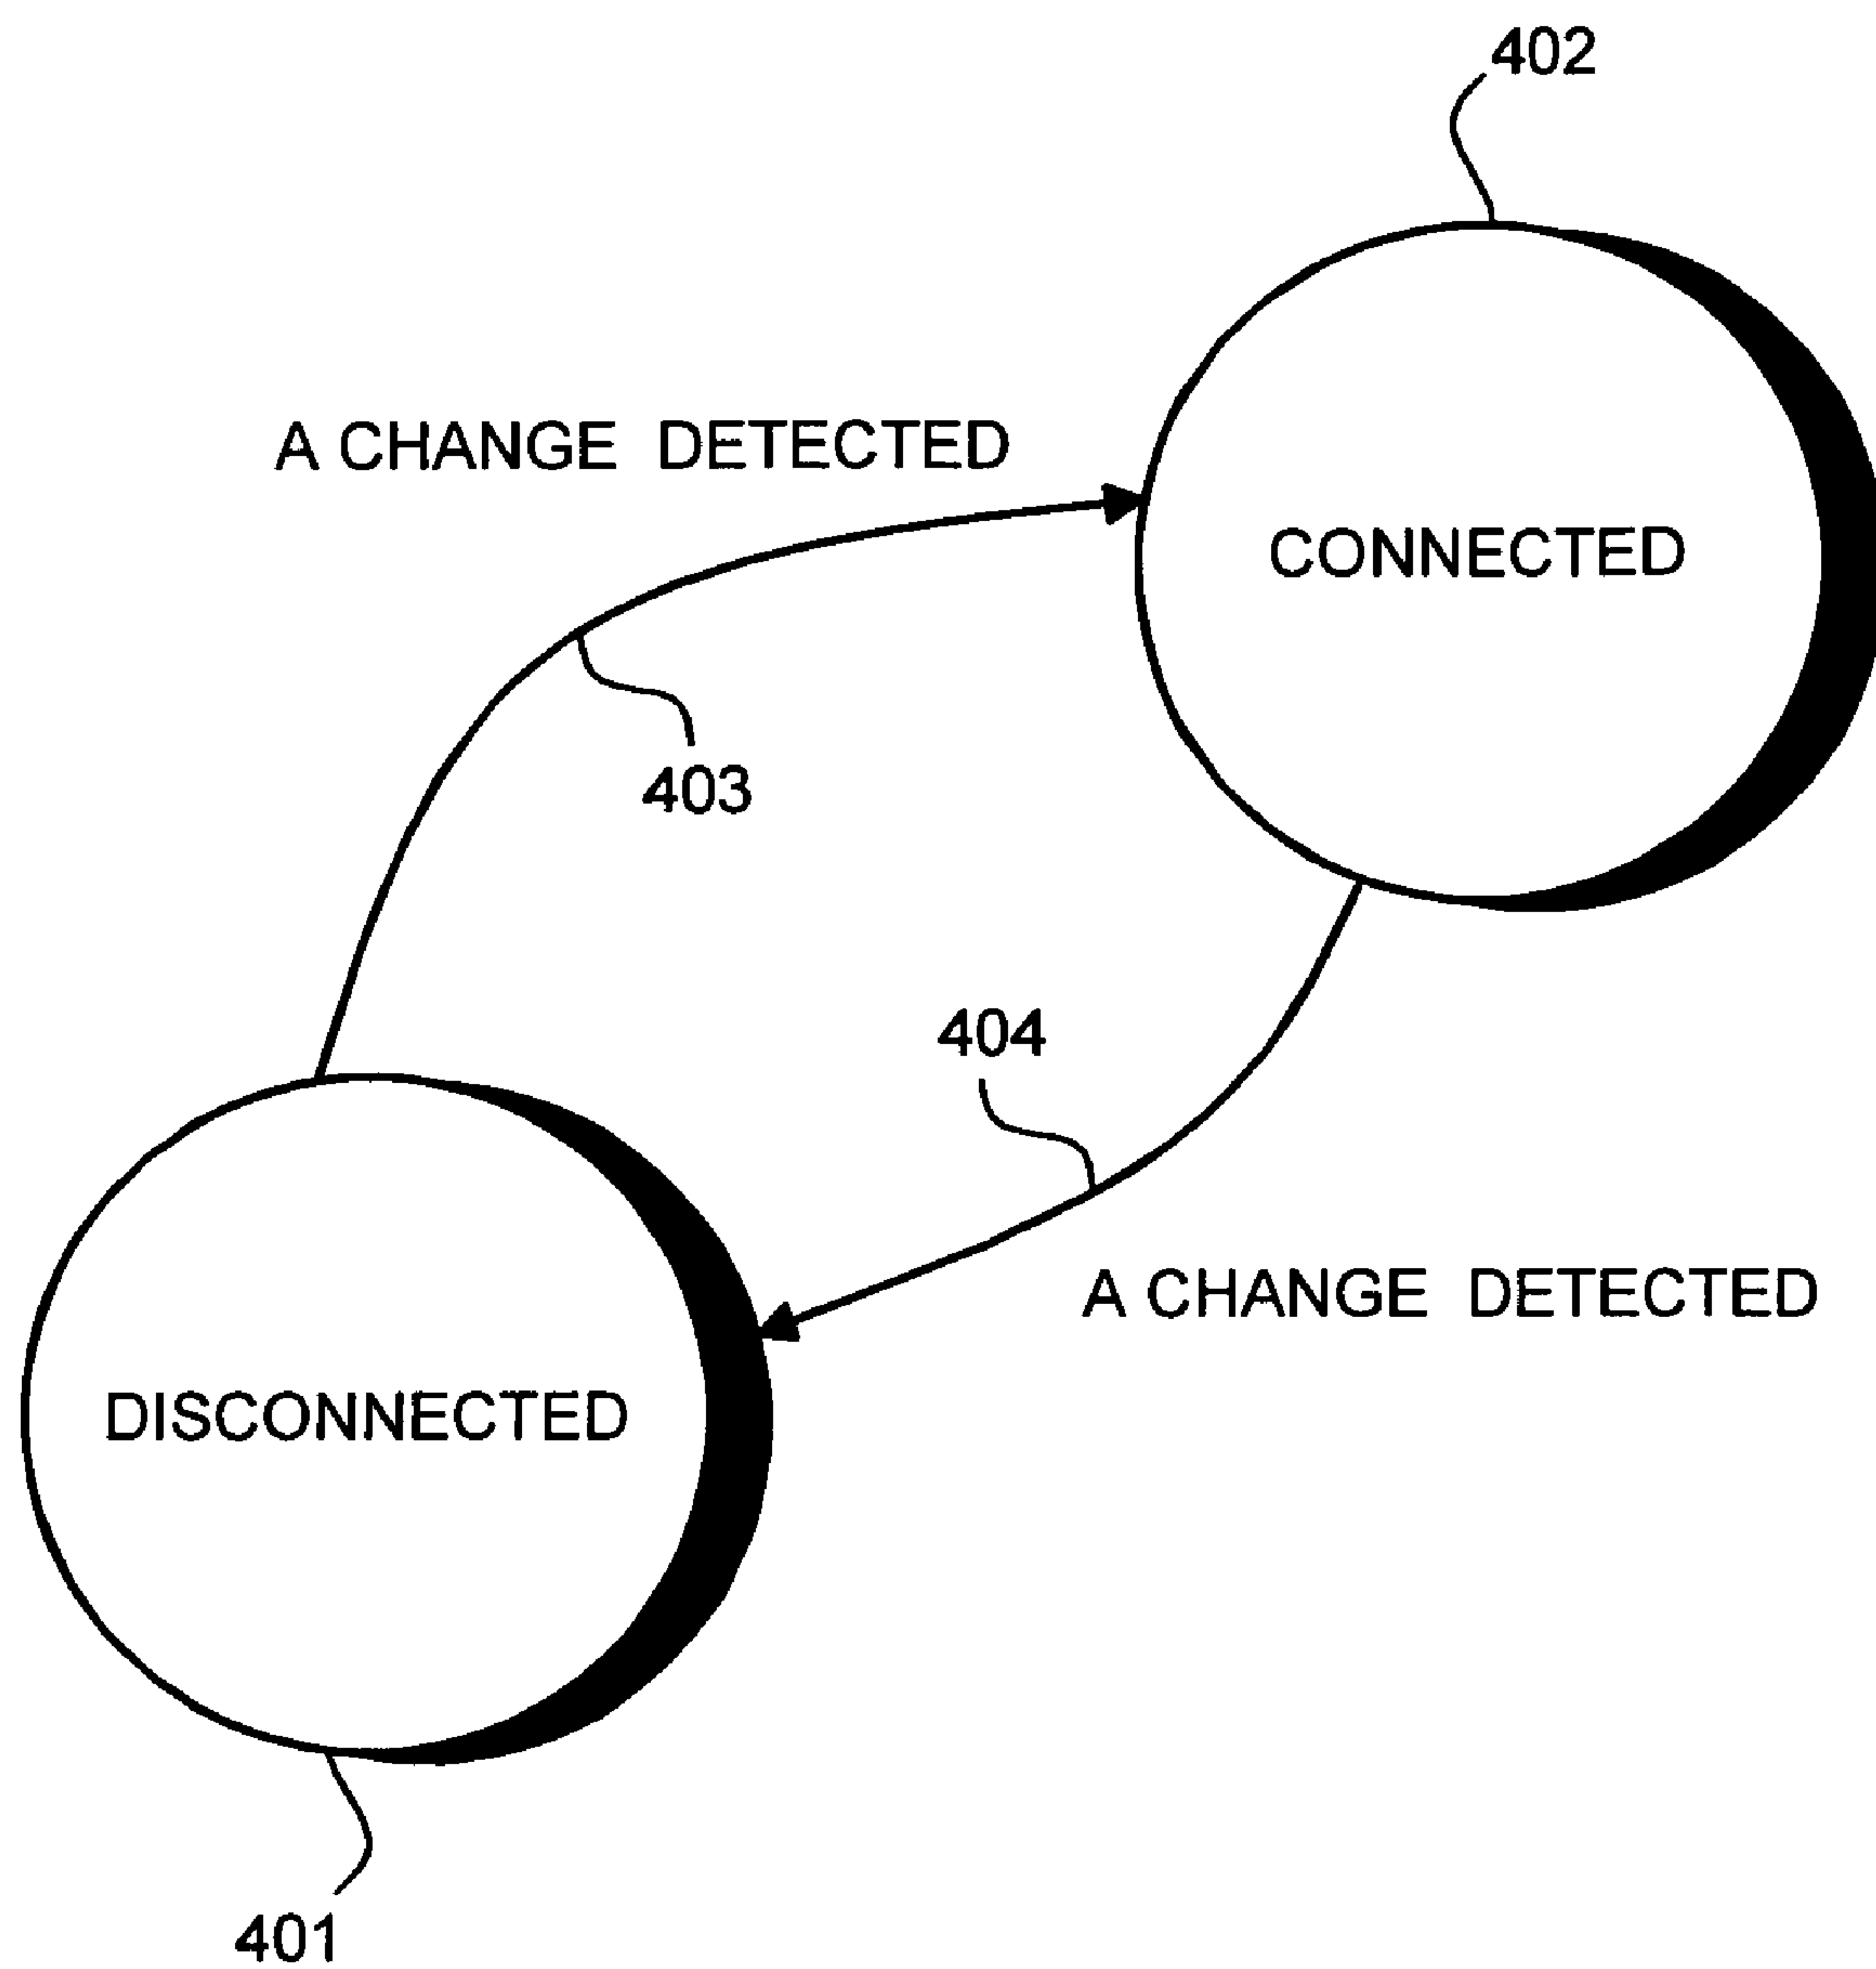 402
A CHANGE DETECTED
CONNECTED
403
404
A CHANGE DETECTED
DISCONNECTED
401